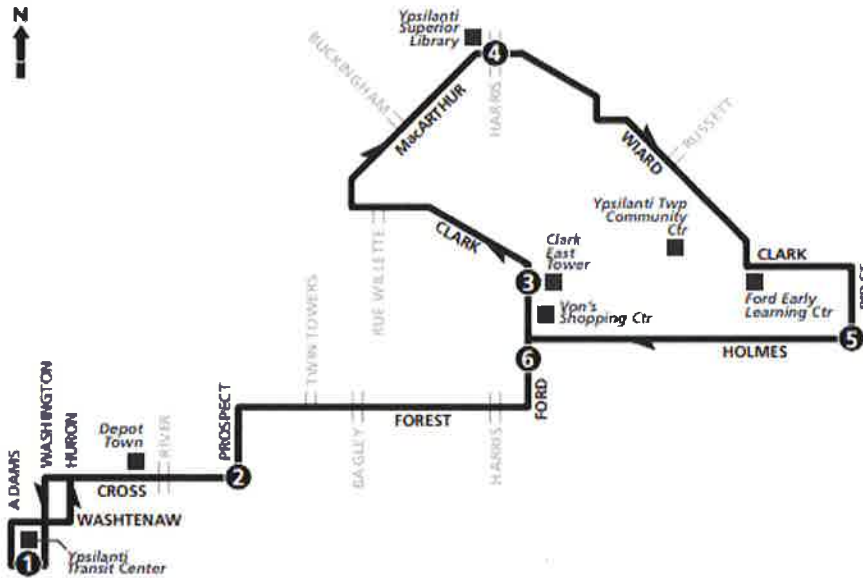 N
Ypsilanti
Superior
Library
4
BUCKINGHAM
MacARTHUR
HARRIS
WIARD
RUSSETT
Ypsilanti Twp
Community
Ctr
CLARK
RUE WILLETTE
Clark
East
Tower
3
CLARK
Ford Early
Learning Ctr
Von's
Shopping Ctr
5
HOLMES
6
FORD
TWIN TOWERS
BAGLEY
FOREST
HARRIS
PROSPECT
2
Depot
Town
RIVER
CROSS
ADAMS
WASHINGTON
HURON
WASHTENAW
1
Ypsilanti
Transit Center